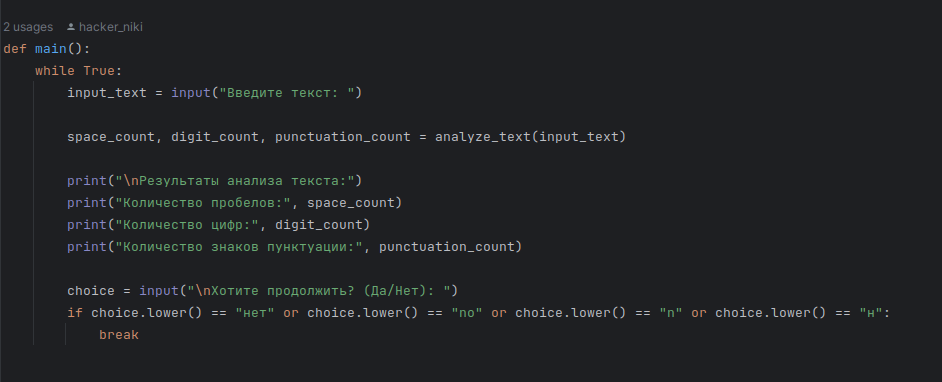 2 usages hacker_niki
def main():
    while True:
        input_text = input("Введите текст: ")
        space_count, digit_count, punctuation_count = analyze_text(input_text)
        print("\nРезультаты анализа текста:")
        print("Количество пробелов:", space_count)
        print("Количество цифр:", digit_count)
        print("Количество знаков пунктуации:", punctuation_count)
        choice = input("\nХотите продолжить? (Да/Нет): ")
        if choice.lower() == "нет" or choice.lower() == "no" or choice.lower() == "n" or choice.lower() == "н":
            break